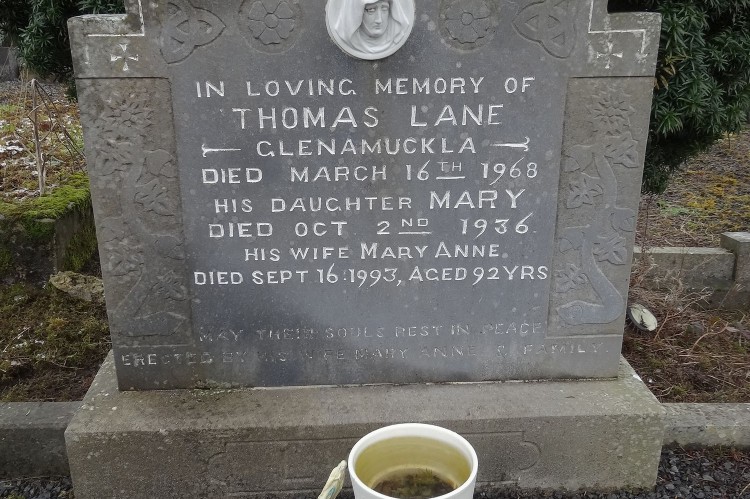 IN LOVING MEMORY OF
THOMAS LANE
GLENAMUCKLA
DIED MARCH 16TH 1968
HIS DAUGHTER MARY
DIED OCT 2ND 1936
HIS WIFE MARY ANNE.
DIED SEPT 16 1993, AGED 92YRS
MAY THEIR SOULS REST IN PEACE
ERECTED BY HIS WIFE MARY ANNE & FAMILY